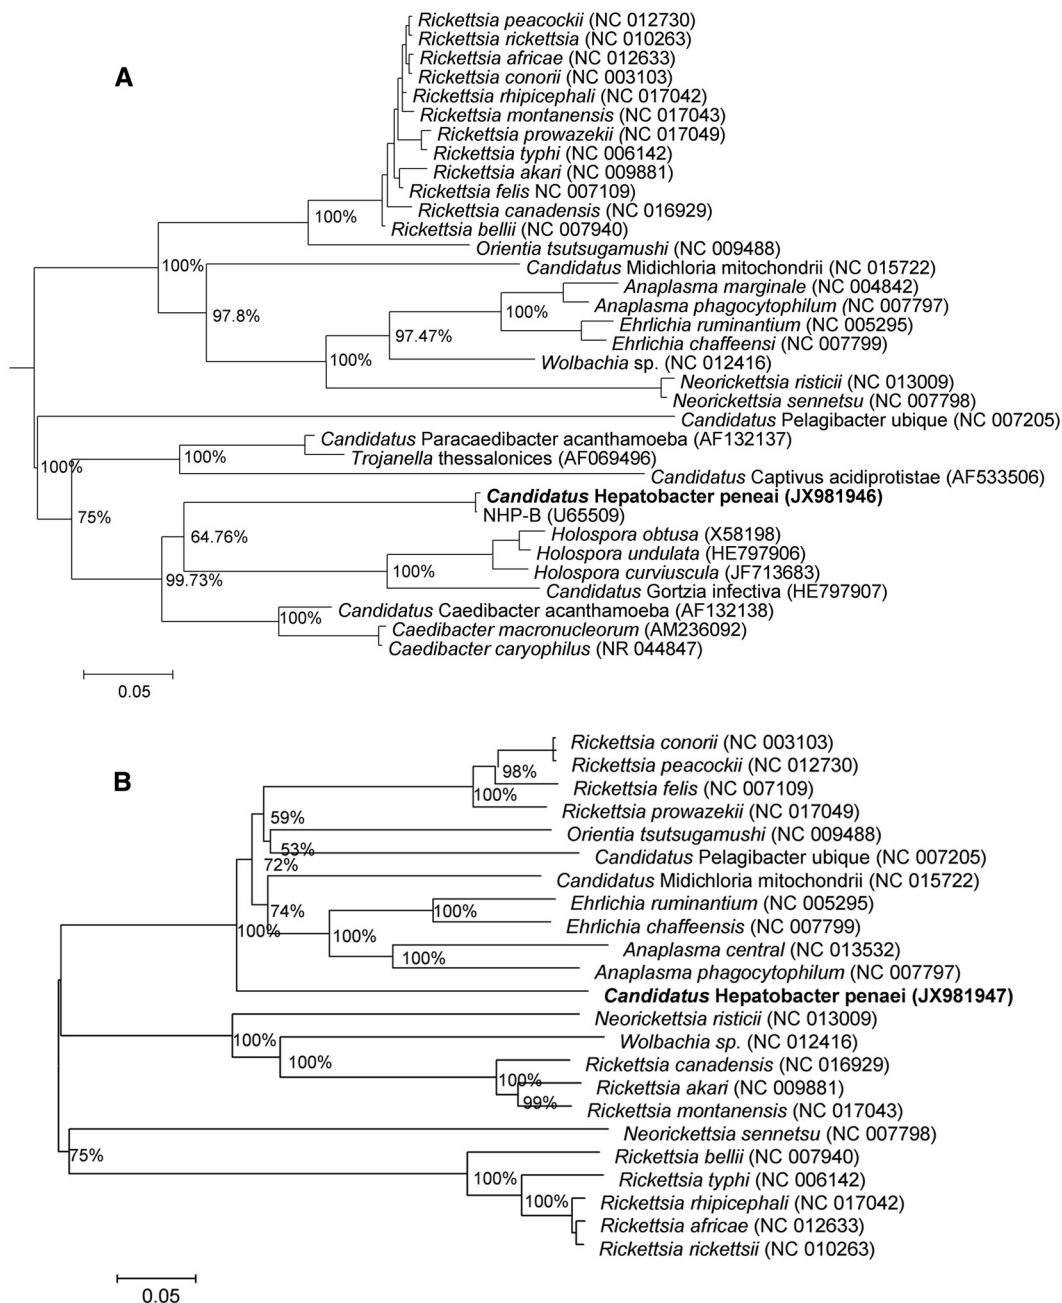 Rickettsia peacockii (NC 012730)
Rickettsia rickettsia (NC 010263)
Rickettsia africae (NC 012633)
A
Rickettsia conorii (NC 003103)
Rickettsia rhipicephali (NC 017042)
Rickettsia montanensis (NC 017043)
Rickettsia prowazekii (NC 017049)
Rickettsia typhi (NC 006142)
Rickettsia akari (NC 009881)
Rickettsia felis NC 007109)
Rickettsia canadensis (NC 016929)
100%
Rickettsia bellii (NC 007940)
Orientia tsutsugamushi (NC 009488)
100%
Candidatus Midichloria mitochondrii (NC 015722)
Anaplasma marginale (NC 004842)
Anaplasma phagocytophilum (NC 007797)
100%
97.8%
Ehrlichia ruminantium (NC 005295)
97.47%
Ehrlichia chaffeensi (NC 007799)
100%
Wolbachia sp. (NC 012416)
Neorickettsia risticii (NC 013009)
Neorickettsia sennetsu (NC 007798)
Candidatus Pelagibacter ubique (NC 007205)
Candidatus Paracaedibacter acanthamoeba (AF132137)
100%
Trojanella thessalonices (AF069496)
100%
Candidatus Captivus acidiprotistae (AF533506)
Candidatus Hepatobacter peneai (JX981946)
75%
NHP-B (U65509)
64.76%
Holospora obtusa (X58198)
Holospora undulata (HE797906)
100%
Holospora curviuscula (JF713683)
99.73%
Candidatus Gortzia infectiva (HE797907)
100%
Candidatus Caedibacter acanthamoeba (AF132138)
Caedibacter macronucleorum (AM236092)
Caedibacter caryophilus (NR 044847)
0.05
Rickettsia conorii (NC 003103)
98%
Rickettsia peacockii (NC 012730)
B
Rickettsia felis (NC 007109)
100%
Rickettsia prowazekii (NC 017049)
59%
Orientia tsutsugamushi (NC 009488)
53%
Candidatus Pelagibacter ubique (NC 007205)
72%
Candidatus Midichloria mitochondrii (NC 015722)
Ehrlichia ruminantium (NC 005295)
74%
100%
Ehrlichia chaffeensis (NC 007799)
100%
100%
Anaplasma central (NC 013532)
100%
Anaplasma phagocytophilum (NC 007797)
Candidatus Hepatobacter penaei (JX981947)
Neorickettsia risticii (NC 013009)
100%
Wolbachia sp. (NC 012416)
100%
Rickettsia canadensis (NC 016929)
100%
Rickettsia akari (NC 009881)
99%
Rickettsia montanensis (NC 017043)
Neorickettsia sennetsu (NC 007798)
75%
Rickettsia bellii (NC 007940)
100%
Rickettsia typhi (NC 006142)
100%
Rickettsia rhipicephali (NC 017042)
Rickettsia africae (NC 012633)
Rickettsia rickettsii (NC 010263)
0.05